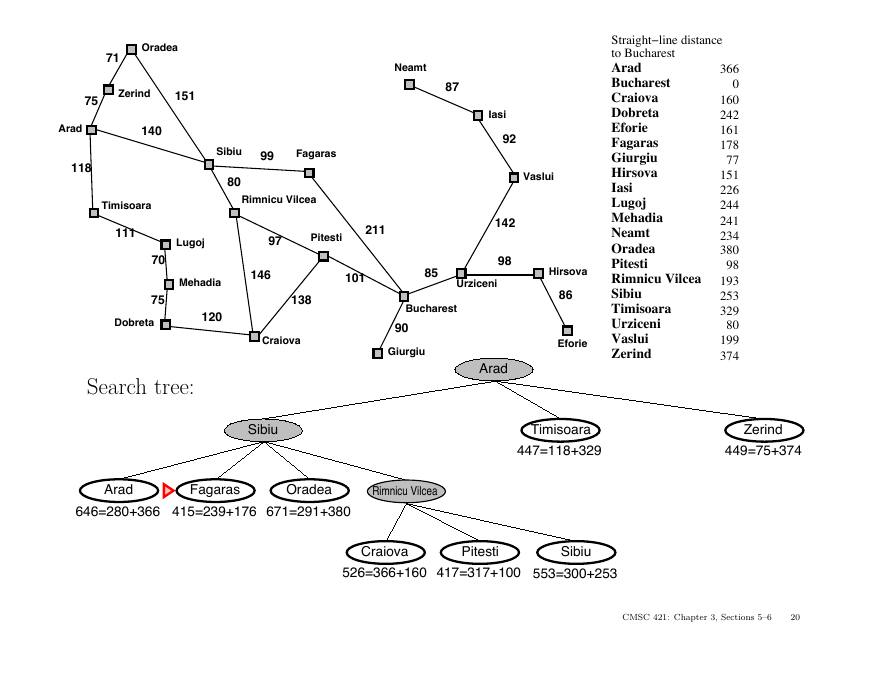 Oradea
71
Neamt
87
Zerind
151
75
Iasi
Arad
140
92
Sibiu
99
Fagaras
118
80
Vaslui
Rimnicu Vilcea
Timisoara
142
111
211
Lugoj
97
Pitesti
70
98
Hirsova
146
101
85
Mehadia
Urziceni
75
138
86
120
Bucharest
Dobreta
90
Craiova
Eforie
Giurgiu
Straight−line distance
to Bucharest
Arad 366
Bucharest 0
Craiova 160
Dobreta 242
Eforie 161
Fagaras 178
Giurgiu 77
Hirsova 151
Iasi 226
Lugoj 244
Mehadia 241
Neamt 234
Oradea 380
Pitesti 98
Rimnicu Vilcea 193
Sibiu 253
Timisoara 329
Urziceni 80
Vaslui 199
Zerind 374
Search tree:
Arad
Sibiu
Timisoara
Zerind
447=118+329
449=75+374
Arad
Fagaras
Oradea
Rimnicu Vilcea
646=280+366
415=239+176
671=291+380
Craiova
Pitesti
Sibiu
526=366+160
417=317+100
553=300+253
CMSC 421: Chapter 3, Sections 5–6 20